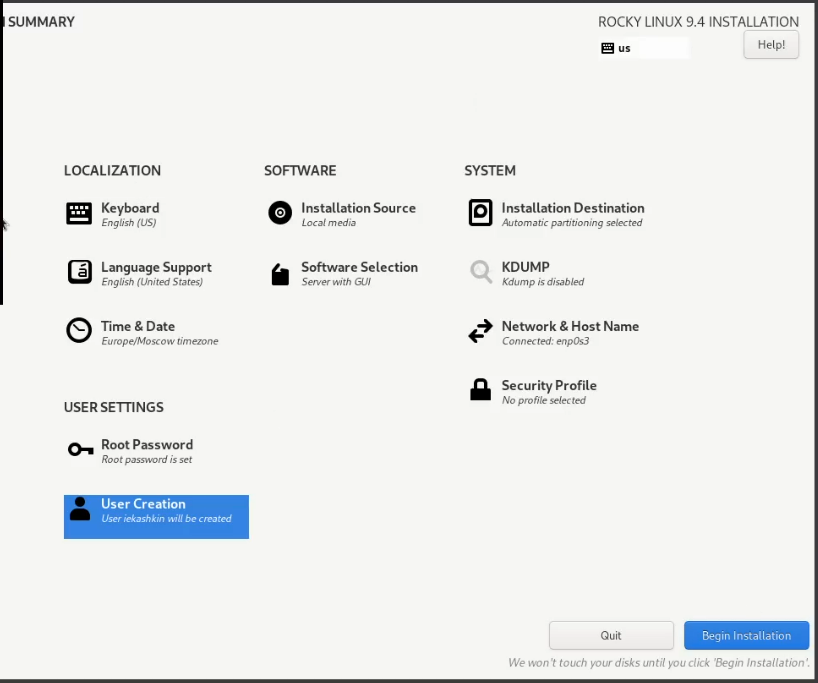 SUMMARY
ROCKY LINUX 9.4 INSTALLATION
us
Help!
LOCALIZATION
Keyboard
English (US)
Language Support
English (United States)
Time & Date
Europe/Moscow timezone
SOFTWARE
Installation Source
Local media
Software Selection
Server with GUI
SYSTEM
Installation Destination
Automatic partitioning selected
KDUMP
Kdump is disabled
Network & Host Name
Connected: enp0s3
Security Profile
No profile selected
USER SETTINGS
Root Password
Root password is set
User Creation
User iekashkin will be created
Quit
Begin Installation
We won't touch your disks until you click 'Begin Installation'.